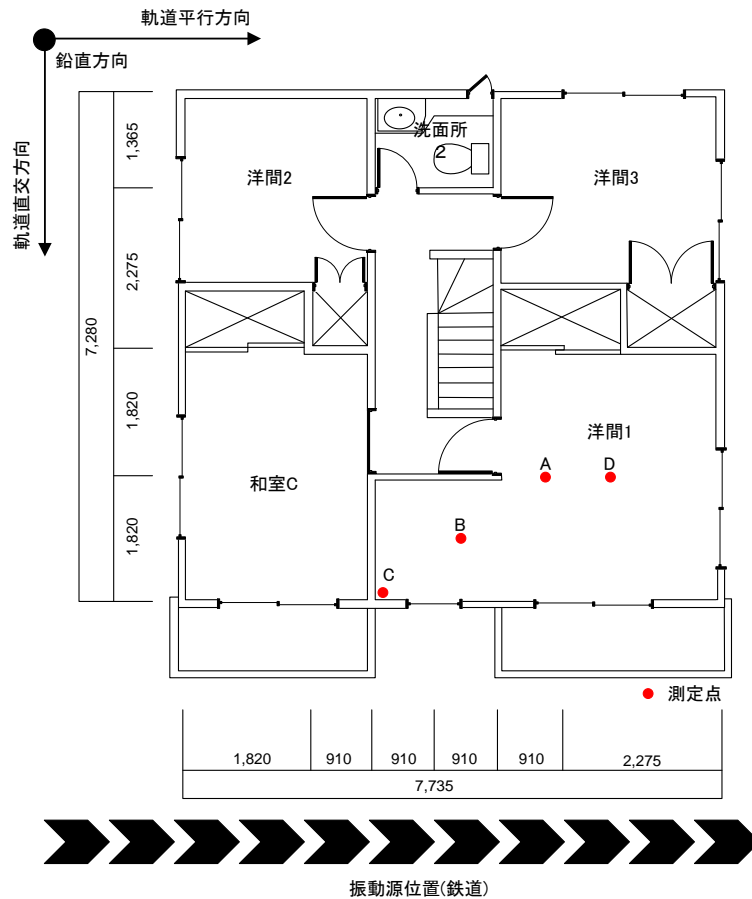 軌道平行方向
鉛直方向
軌道直交方向
1,365
2,275
7,280
1,820
1,820
洋間2
洗面所
2
洋間3
洋間1
和室C
A
D
B
C
測定点
1,820
910
910
910
910
2,275
7,735
振動源位置(鉄道)